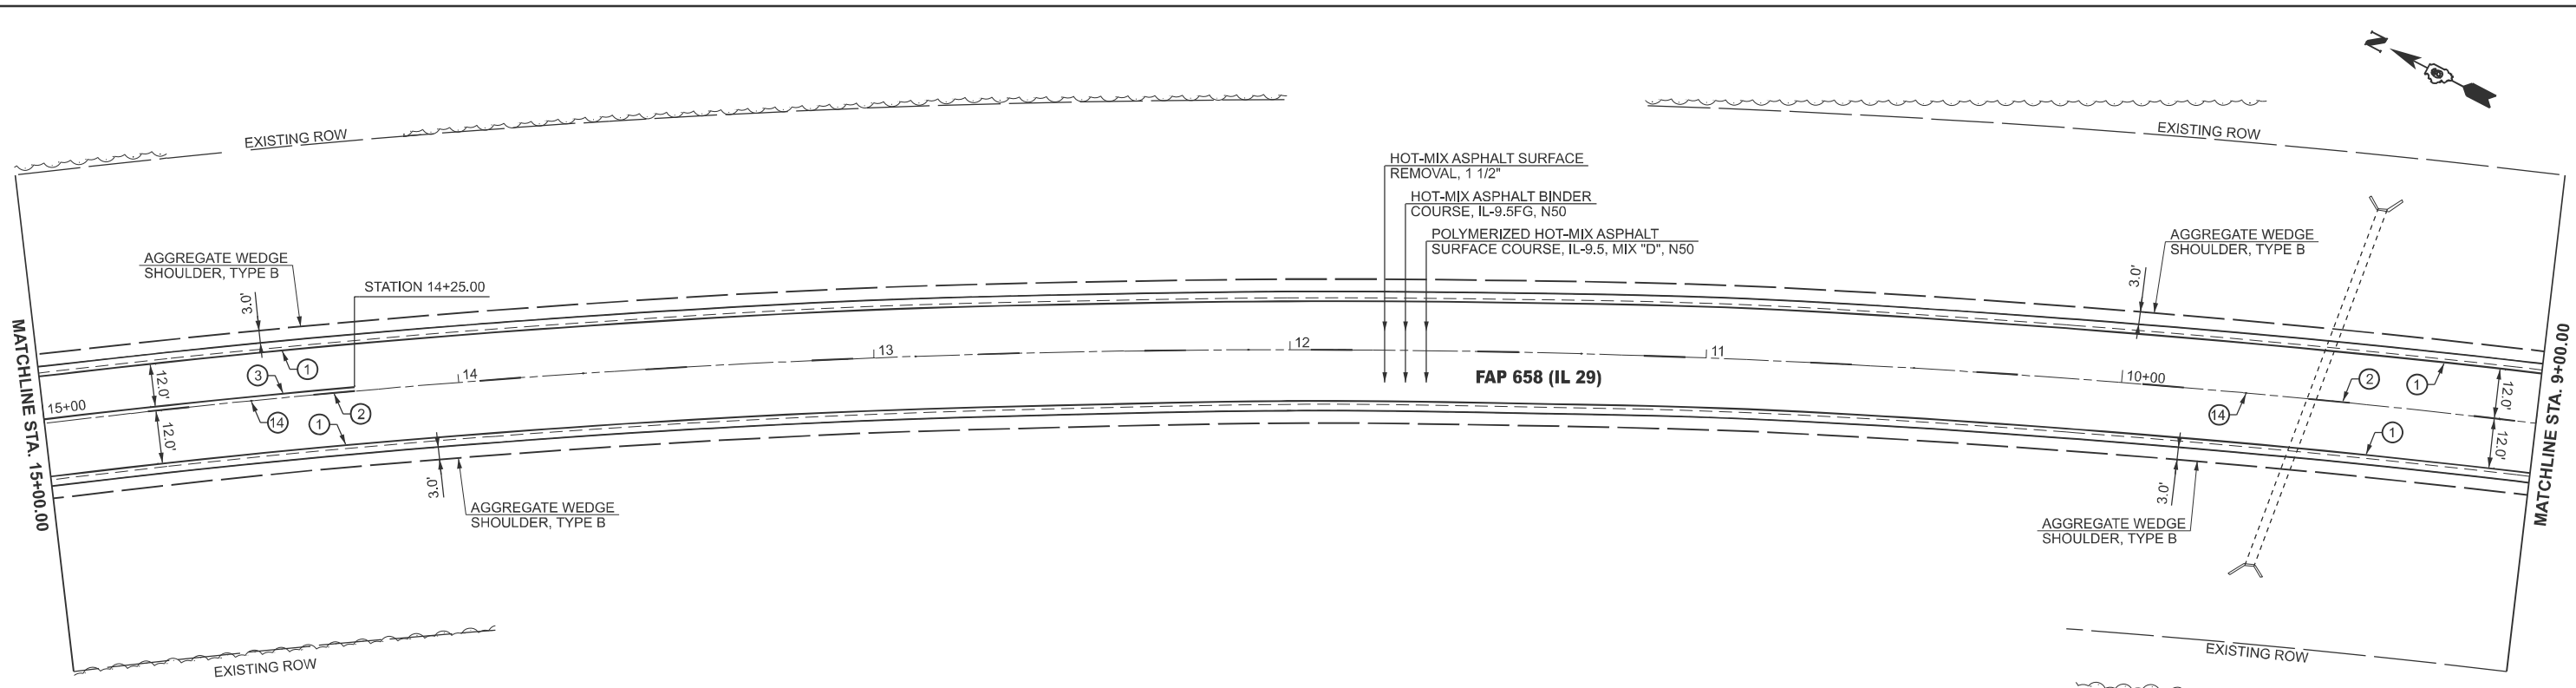 N
EXISTING ROW
EXISTING ROW
HOT-MIX ASPHALT SURFACE
REMOVAL, 1 1/2"
HOT-MIX ASPHALT BINDER
COURSE, IL-9.5FG, N50
POLYMERIZED HOT-MIX ASPHALT
SURFACE COURSE, IL-9.5, MIX "D", N50
AGGREGATE WEDGE
SHOULDER, TYPE B
AGGREGATE WEDGE
SHOULDER, TYPE B
STATION 14+25.00
3.0'
3.0'
MATCHLINE STA. 15+00.00
MATCHLINE STA. 9+00.00
15+00
14
13
12
11
10+00
FAP 658 (IL 29)
12.0'
12.0'
3
1
14
2
1
14
1
2
1
12.0'
12.0'
3.0'
3.0'
AGGREGATE WEDGE
SHOULDER, TYPE B
AGGREGATE WEDGE
SHOULDER, TYPE B
EXISTING ROW
EXISTING ROW